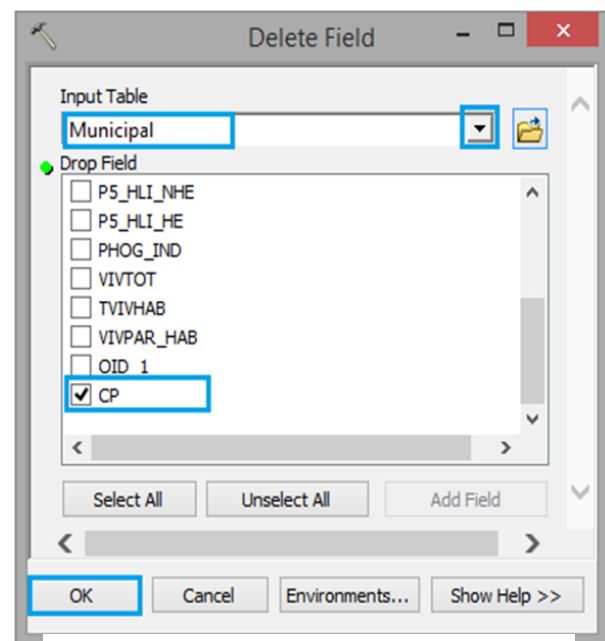 Delete Field
Input Table
Municipal
Drop Field
P5_HLI_NHE
P5_HLI_HE
PHOG_IND
VIVTOT
TVIVHAB
VIVPAR_HAB
OID_1
CP
Select All Unselect All Add Field
OK Cancel Environments... Show Help >>